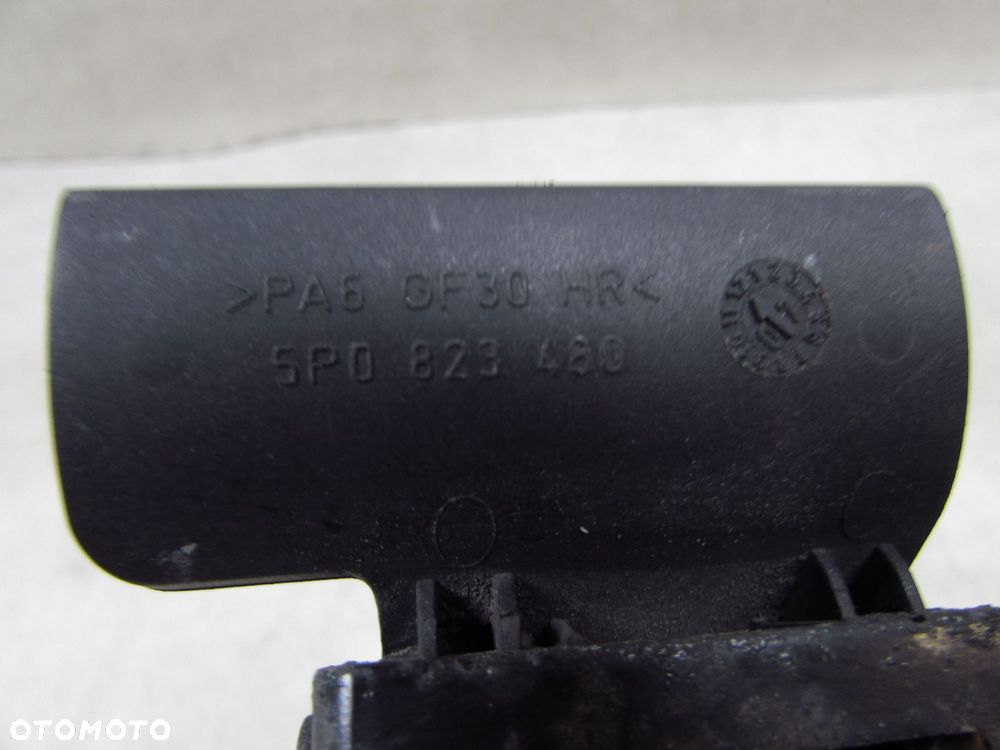 >PA6 GF30 HR<
5P0 823 480
OTOMOTO